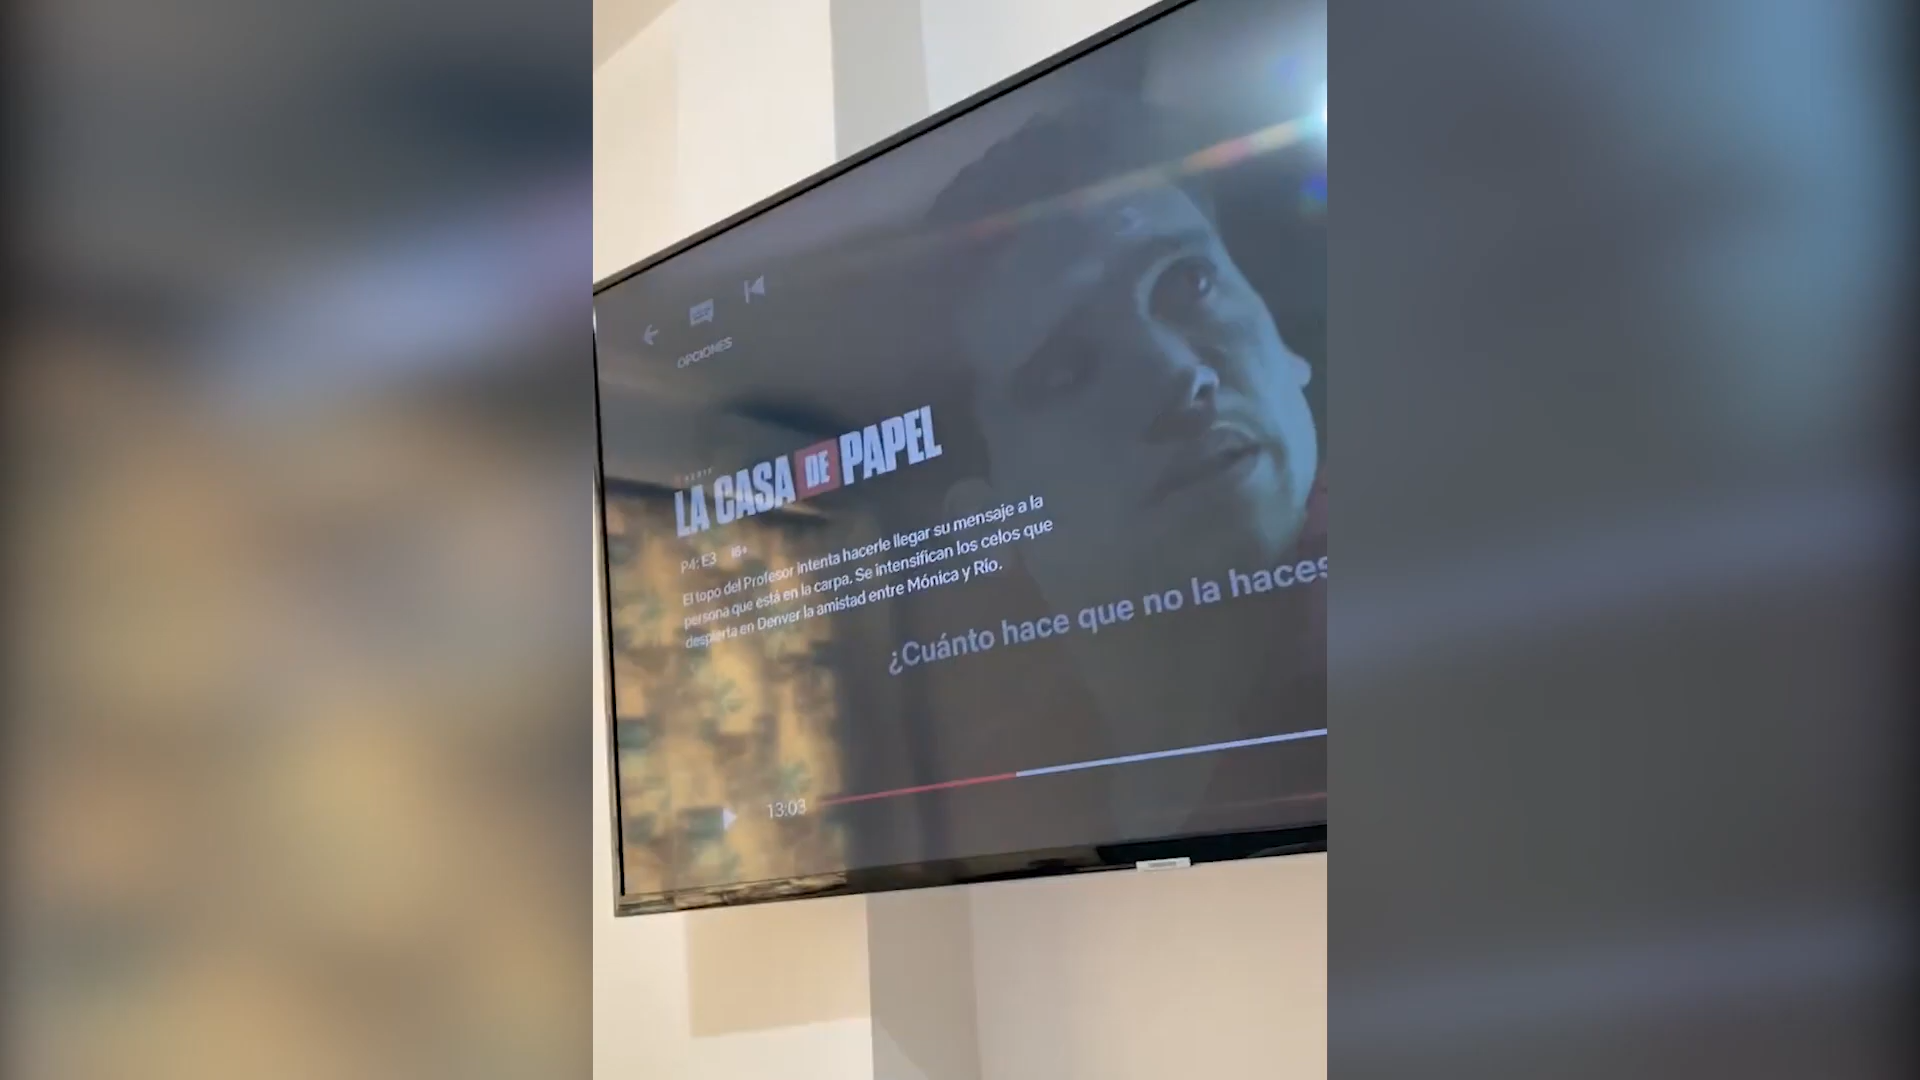 OPCIONES
SERIE
LA CASA DE PAPEL
P4: E3 16+
El topo del Profesor intenta hacerle llegar su mensaje a la
persona que está en la carpa. Se intensifican los celos que
despierta en Denver la amistad entre Mónica y Río.
¿Cuánto hace que no la haces
13:03